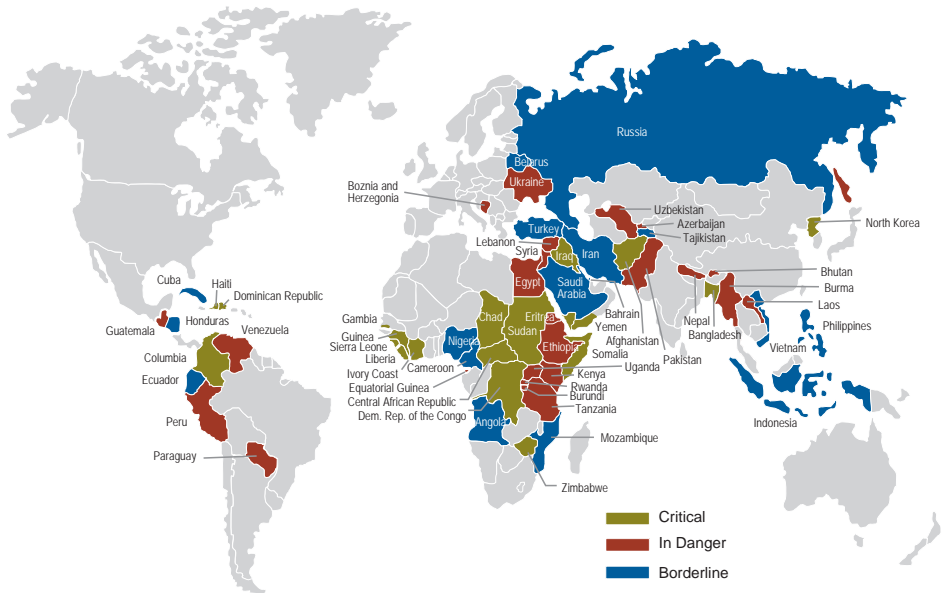 Russia
Belarus
Ukraine
Boznia and
Herzegonia
Uzbekistan
Azerbaijan
Tajikistan
North Korea
Turkey
Lebanon
Syria
Iraq
Iran
Egypt
Saudi
Arabia
Bhutan
Burma
Laos
Philippines
Nepal
Bangladesh
Vietnam
Indonesia
Cuba
Haiti
Dominican Republic
Guatemala
Honduras
Venezuela
Columbia
Ecuador
Peru
Paraguay
Gambia
Guinea
Sierra Leone
Liberia
Ivory Coast
Cameroon
Equatorial Guinea
Central African Republic
Dem. Rep. of the Congo
Nigeria
Chad
Sudan
Eritrea
Ethiopia
Angola
Bahrain
Yemen
Afghanistan
Somalia
Pakistan
Uganda
Kenya
Rwanda
Burundi
Tanzania
Mozambique
Zimbabwe
Critical
In Danger
Borderline